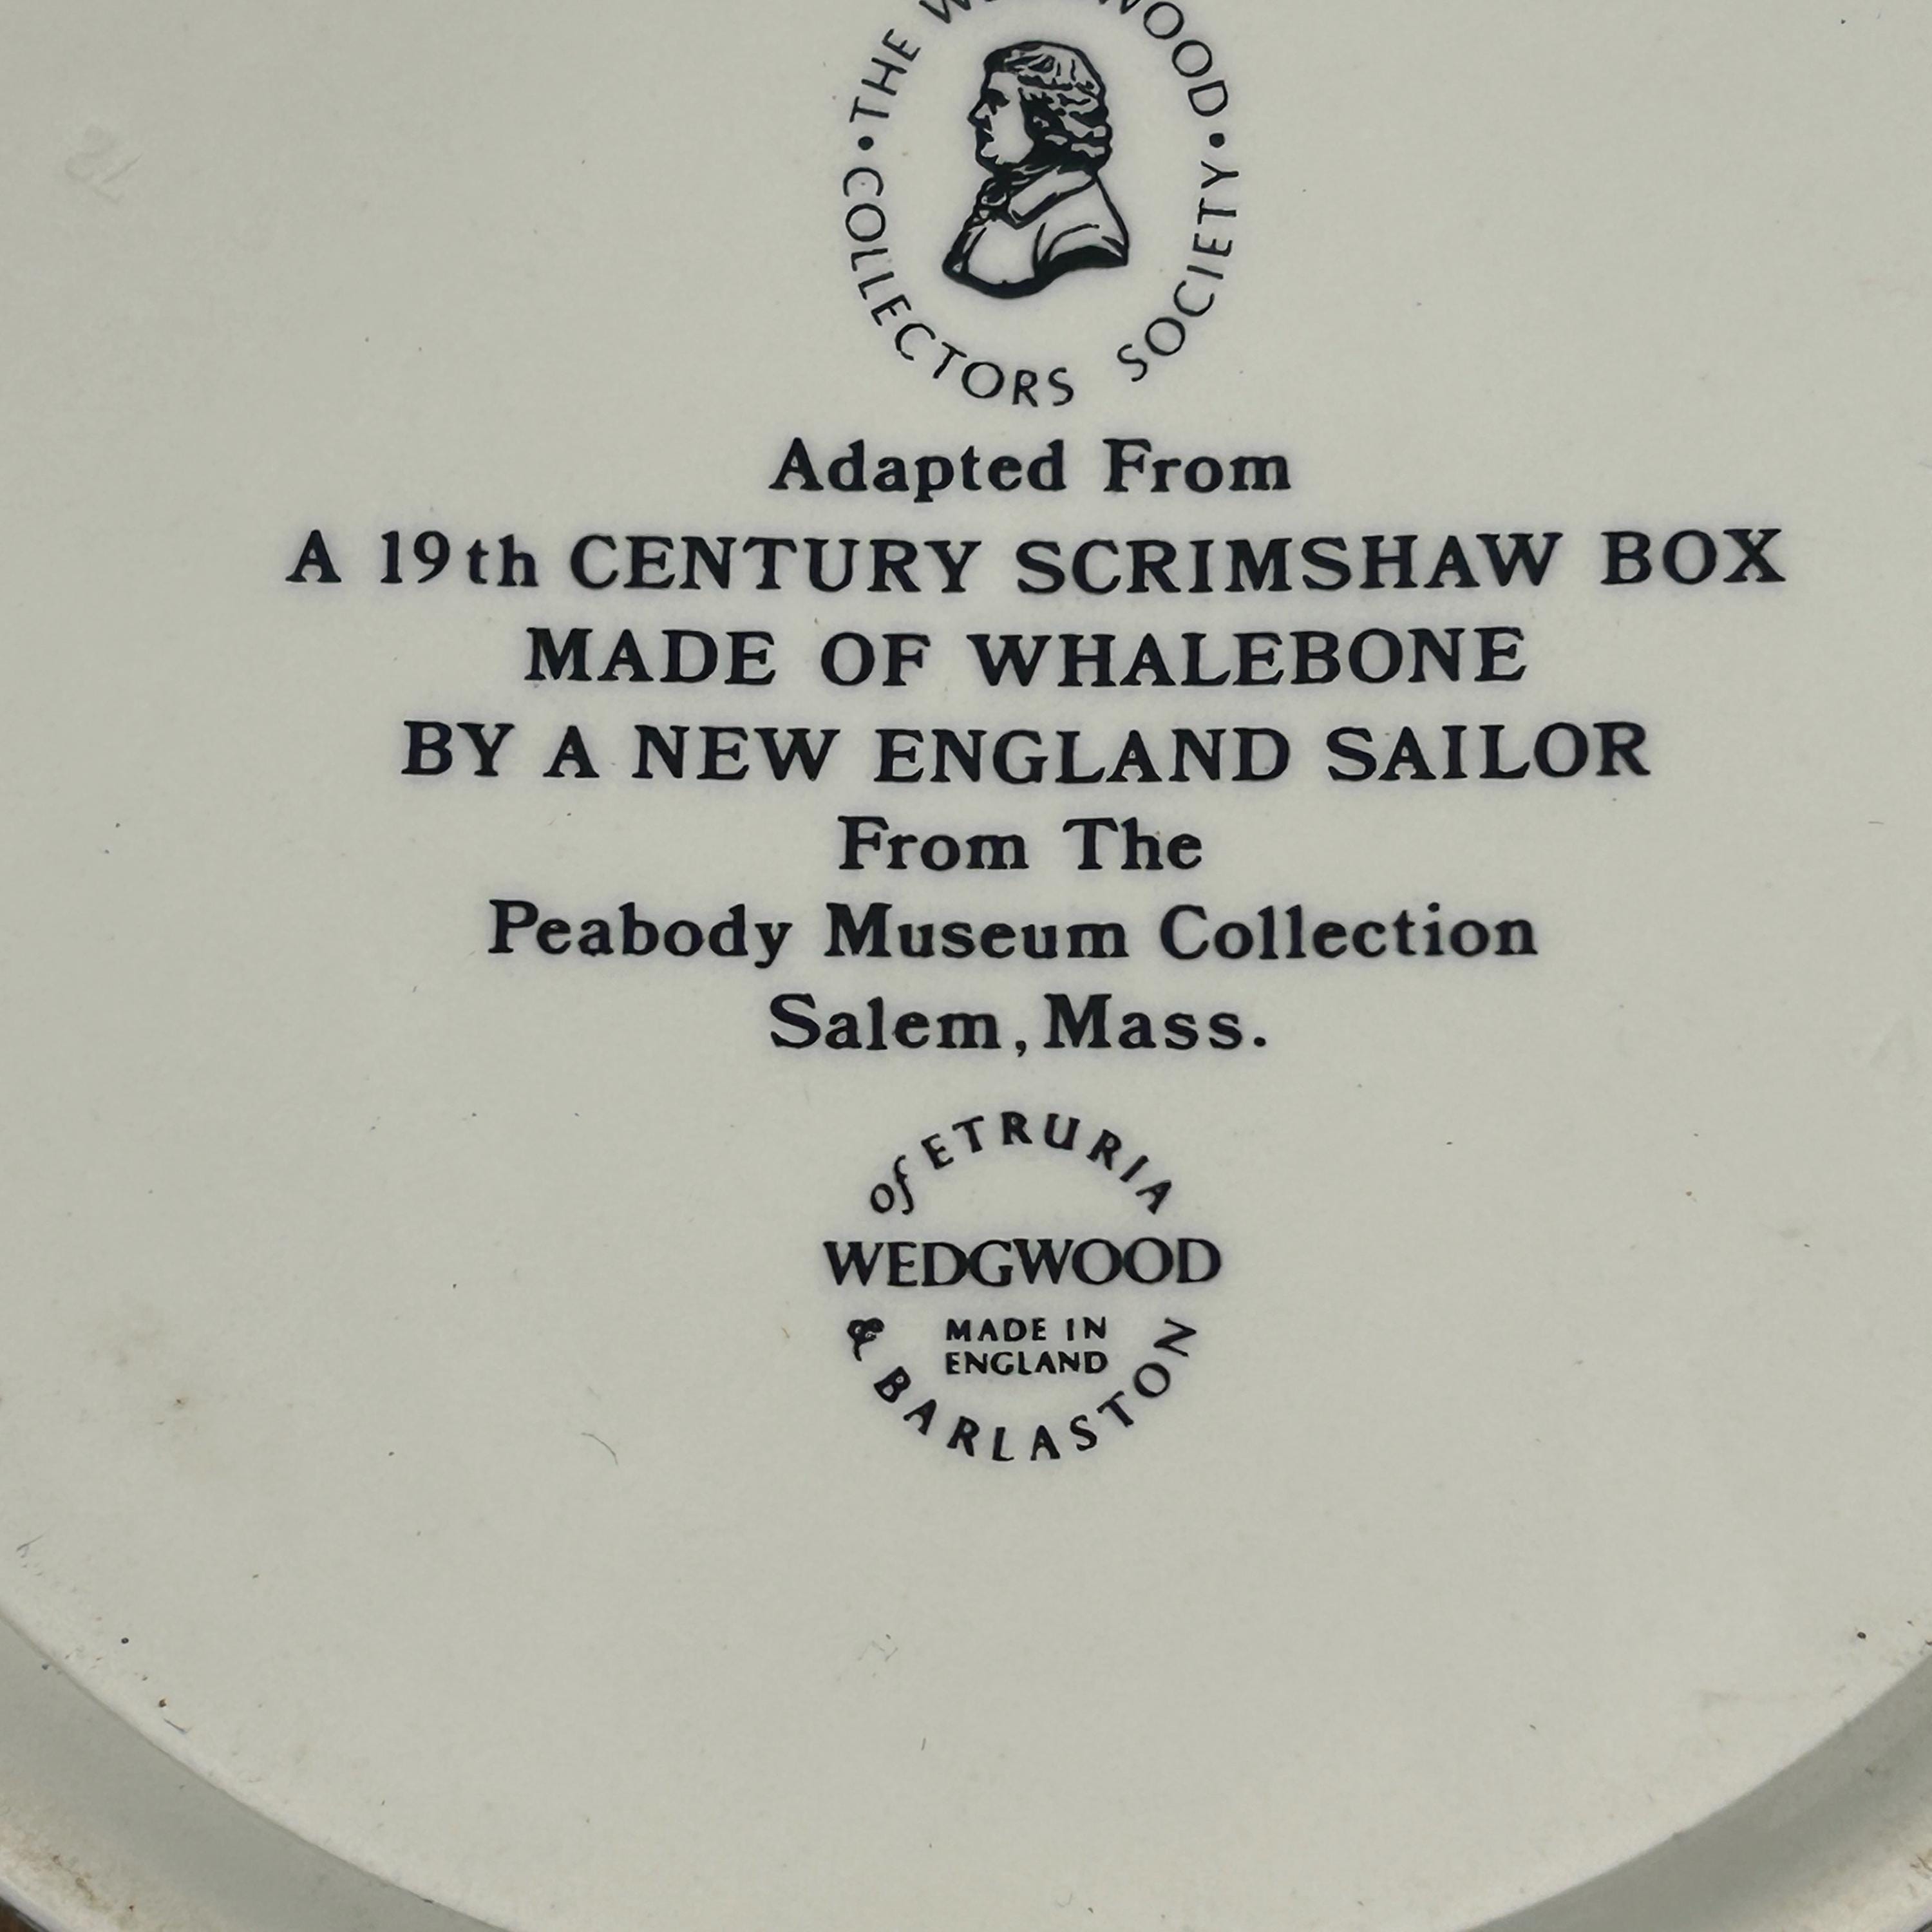 THE WEDGWOOD
COLLECTORS SOCIETY
Adapted From
A 19th CENTURY SCRIMSHAW BOX
MADE OF WHALEBONE
BY A NEW ENGLAND SAILOR
From The
Peabody Museum Collection
Salem, Mass.
of ETRURIA
WEDGWOOD
MADE IN
ENGLAND
& BARLASTON